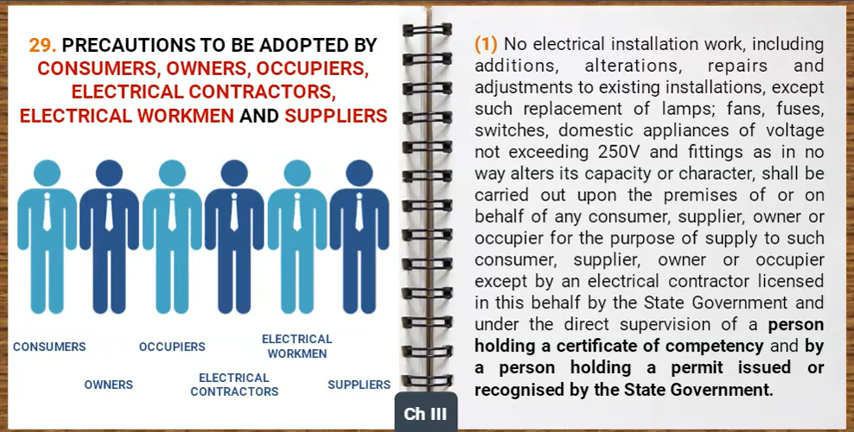 29. PRECAUTIONS TO BE ADOPTED BY
CONSUMERS, OWNERS, OCCUPIERS,
ELECTRICAL CONTRACTORS,
ELECTRICAL WORKMEN AND SUPPLIERS
CONSUMERS
OWNERS
OCCUPIERS
ELECTRICAL
CONTRACTORS
ELECTRICAL
WORKMEN
SUPPLIERS
(1) No electrical installation work, including
additions, alterations, repairs and
adjustments to existing installations, except
such replacement of lamps; fans, fuses,
switches, domestic appliances of voltage
not exceeding 250V and fittings as in no
way alters its capacity or character, shall be
carried out upon the premises of or on
behalf of any consumer, supplier, owner or
occupier for the purpose of supply to such
consumer, supplier, owner or occupier
except by an electrical contractor licensed
in this behalf by the State Government and
under the direct supervision of a person
holding a certificate of competency and by
a person holding a permit issued or
recognised by the State Government.
Ch III